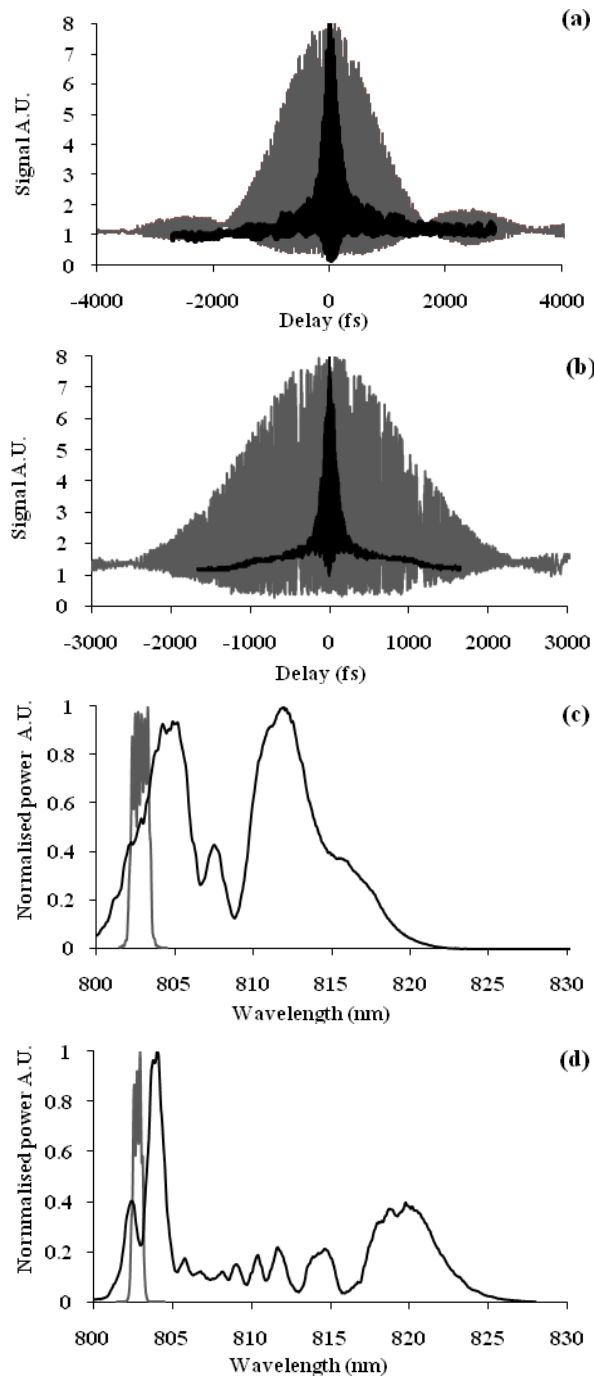 (a)
Signal A.U.
8
7
6
5
4
3
2
1
0
-4000 -2000 0 2000 4000
Delay (fs)
(b)
Signal A.U.
8
7
6
5
4
3
2
1
0
-3000 -2000 -1000 0 1000 2000 3000
Delay (fs)
(c)
Normalised power A.U.
1
0.8
0.6
0.4
0.2
0
800 805 810 815 820 825 830
Wavelength (nm)
(d)
Nornmalised power A.U.
1
0.8
0.6
0.4
0.2
0
800 805 810 815 820 825 830
Wavelength (nm)